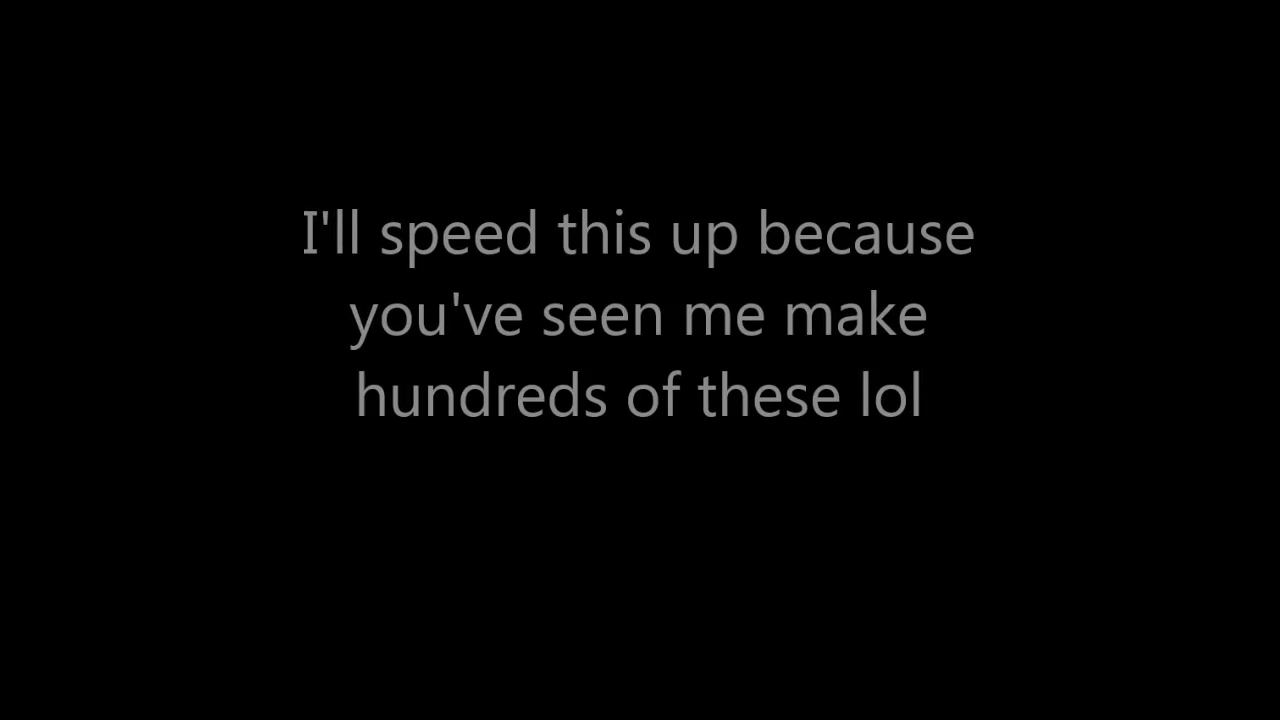 I'll speed this up because
you've seen me make
hundreds of these lol